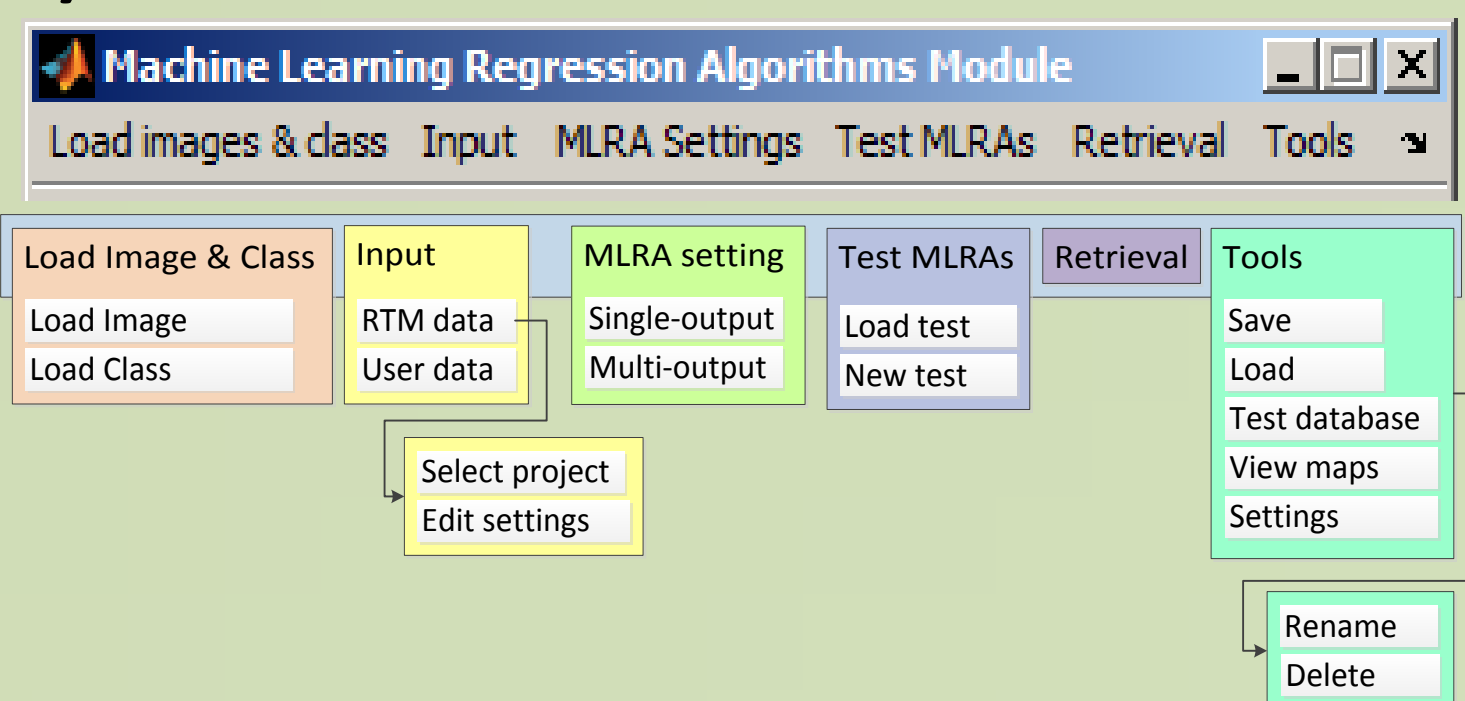 Machine Learning Regression Algorithms Module
Load images & class Input MLRA Settings Test MLRAs Retrieval Tools
Load Image & Class
Load Image
Load Class
Input
RTM data
User data
Select project
Edit settings
MLRA setting
Single-output
Multi-output
Test MLRAs
Load test
New test
Retrieval
Tools
Save
Load
Test database
View maps
Settings
Rename
Delete